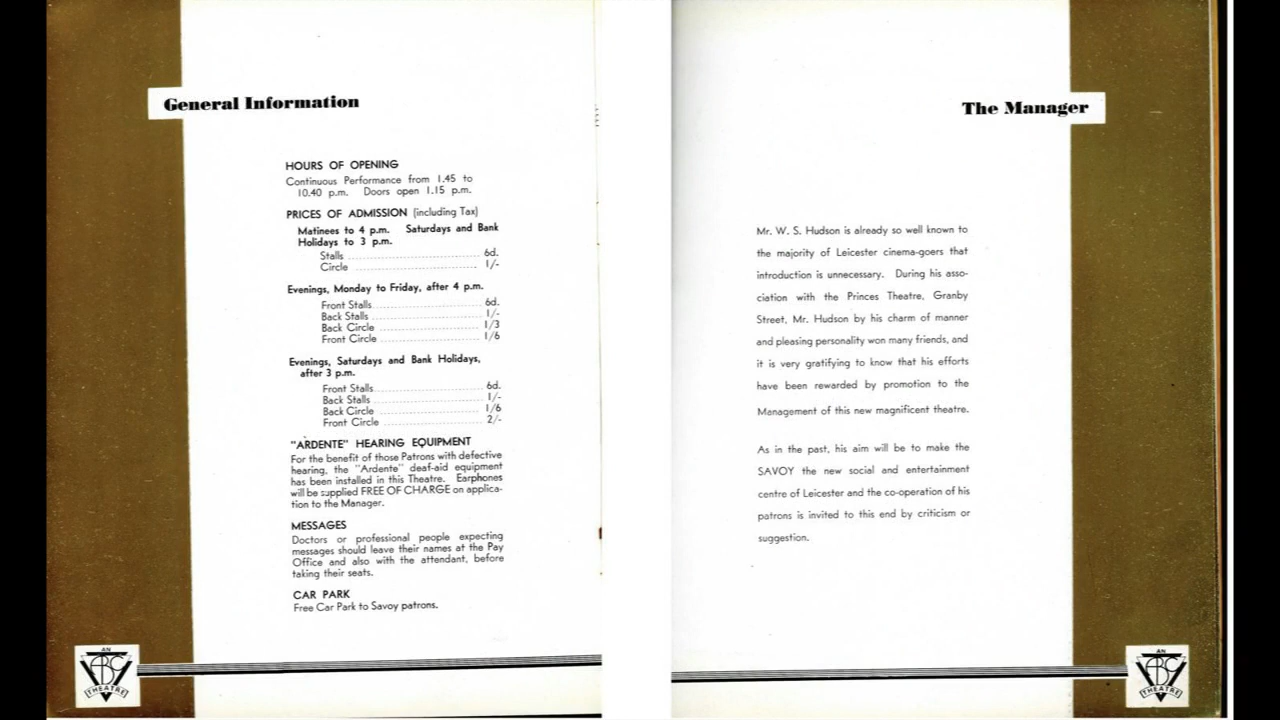 General Information
HOURS OF OPENING
Continuous Performance from 1.45 to
10.40 p.m. Doors open 1.15 p.m.
PRICES OF ADMISSION (including Tax)
Matinees to 4 p.m. Saturdays and Bank
Holidays to 3 p.m.
Stalls 6d.
Circle 1/-
Evenings, Monday to Friday, after 4 p.m.
Front Stalls 6d.
Back Stalls 1/-
Back Circle 1/3
Front Circle 1/6
Evenings, Saturdays and Bank Holidays,
after 3 p.m.
Front Stalls 6d.
Back Stalls 1/-
Back Circle 1/6
Front Circle 2/-
"ARDENTE" HEARING EQUIPMENT
For the benefit of those Patrons with defective
hearing, the "Ardente" deaf-aid equipment
has been installed in this Theatre. Earphones
will be supplied FREE OF CHARGE on applica-
tion to the Manager.
MESSAGES
Doctors or professional people expecting
messages should leave their names at the Pay
Office and also with the attendant, before
taking their seats.
CAR PARK
Free Car Park to Savoy patrons.
AN
ABC
THEATRE
The Manager
Mr. W. S. Hudson is already so well known to
the majority of Leicester cinema-goers that
introduction is unnecessary. During his asso-
ciation with the Princes Theatre, Granby
Street, Mr. Hudson by his charm of manner
and pleasing personality won many friends, and
it is very gratifying to know that his efforts
have been rewarded by promotion to the
Management of this new magnificent theatre.
As in the past, his aim will be to make the
SAVOY the new social and entertainment
centre of Leicester and the co-operation of his
patrons is invited to this end by criticism or
suggestion.
AN
ABC
THEATRE